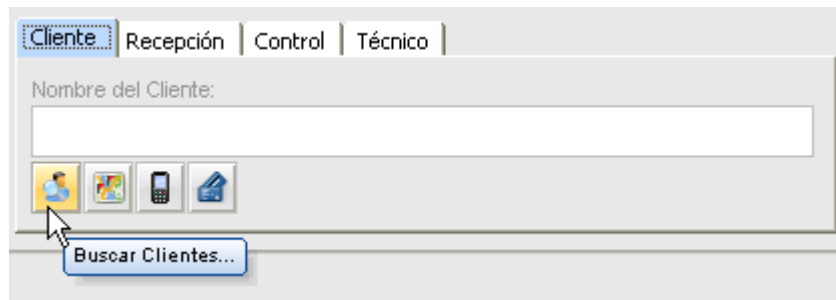 Cliente Recepción Control Técnico
Nombre del Cliente:
Buscar Clientes...